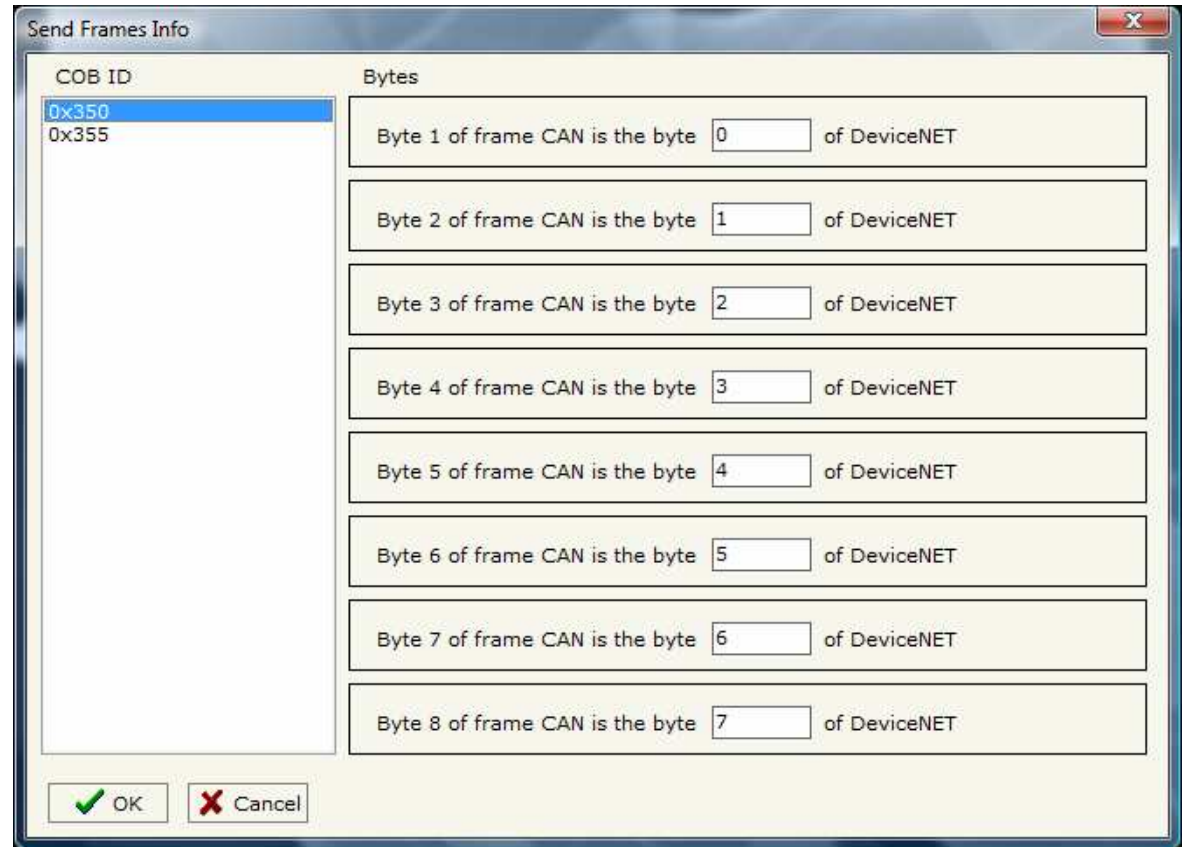 Send Frames Info
COB ID
Bytes
0x350
0x355
Byte 1 of frame CAN is the byte 0 of DeviceNET
Byte 2 of frame CAN is the byte 1 of DeviceNET
Byte 3 of frame CAN is the byte 2 of DeviceNET
Byte 4 of frame CAN is the byte 3 of DeviceNET
Byte 5 of frame CAN is the byte 4 of DeviceNET
Byte 6 of frame CAN is the byte 5 of DeviceNET
Byte 7 of frame CAN is the byte 6 of DeviceNET
Byte 8 of frame CAN is the byte 7 of DeviceNET
OK
Cancel